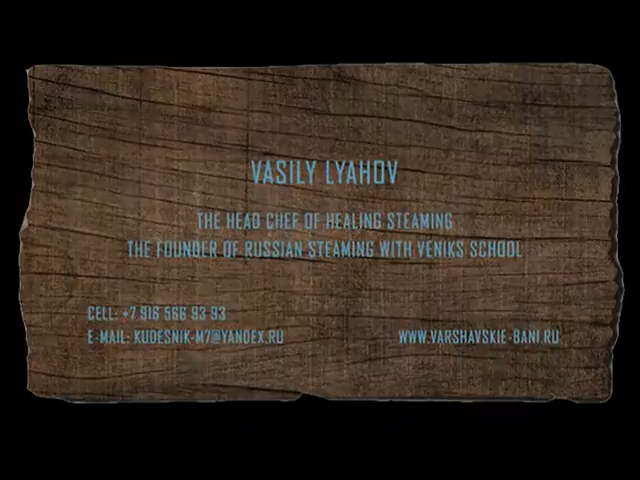 VASILY LYAHOV
THE HEAD CHEF OF HEALING STEAMING
THE FOUNDER OF RUSSIAN STEAMING WITH VENIKS SCHOOL
CELL: +7 916 566 93 93
E-MAIL: KUDESNIK-M7@YANDEX.RU
WWW.VARSHAVSKIE-BANI.RU